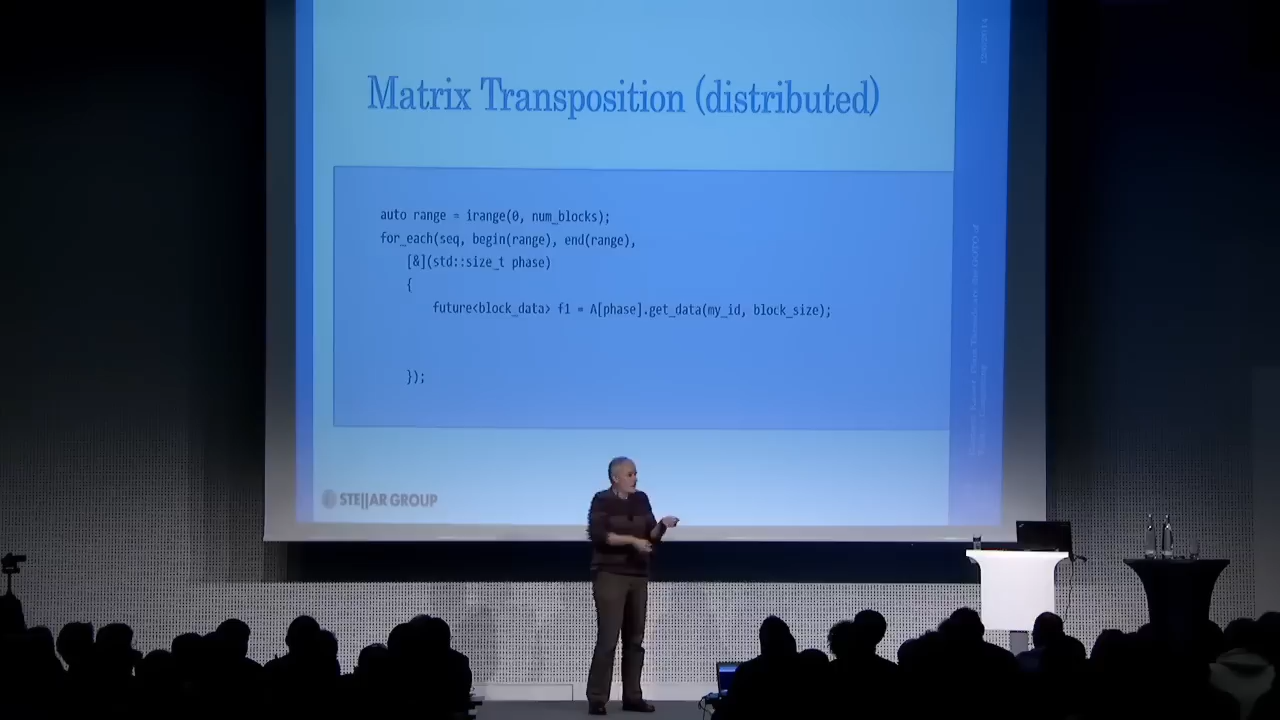 Matrix Transposition (distributed)
auto range = irange(0, num_blocks);
for_each(seq, begin(range), end(range),
[&](std::size_t phase)
{
future<block_data> f1 = A[phase].get_data(my_id, block_size);
});
STE||AR GROUP